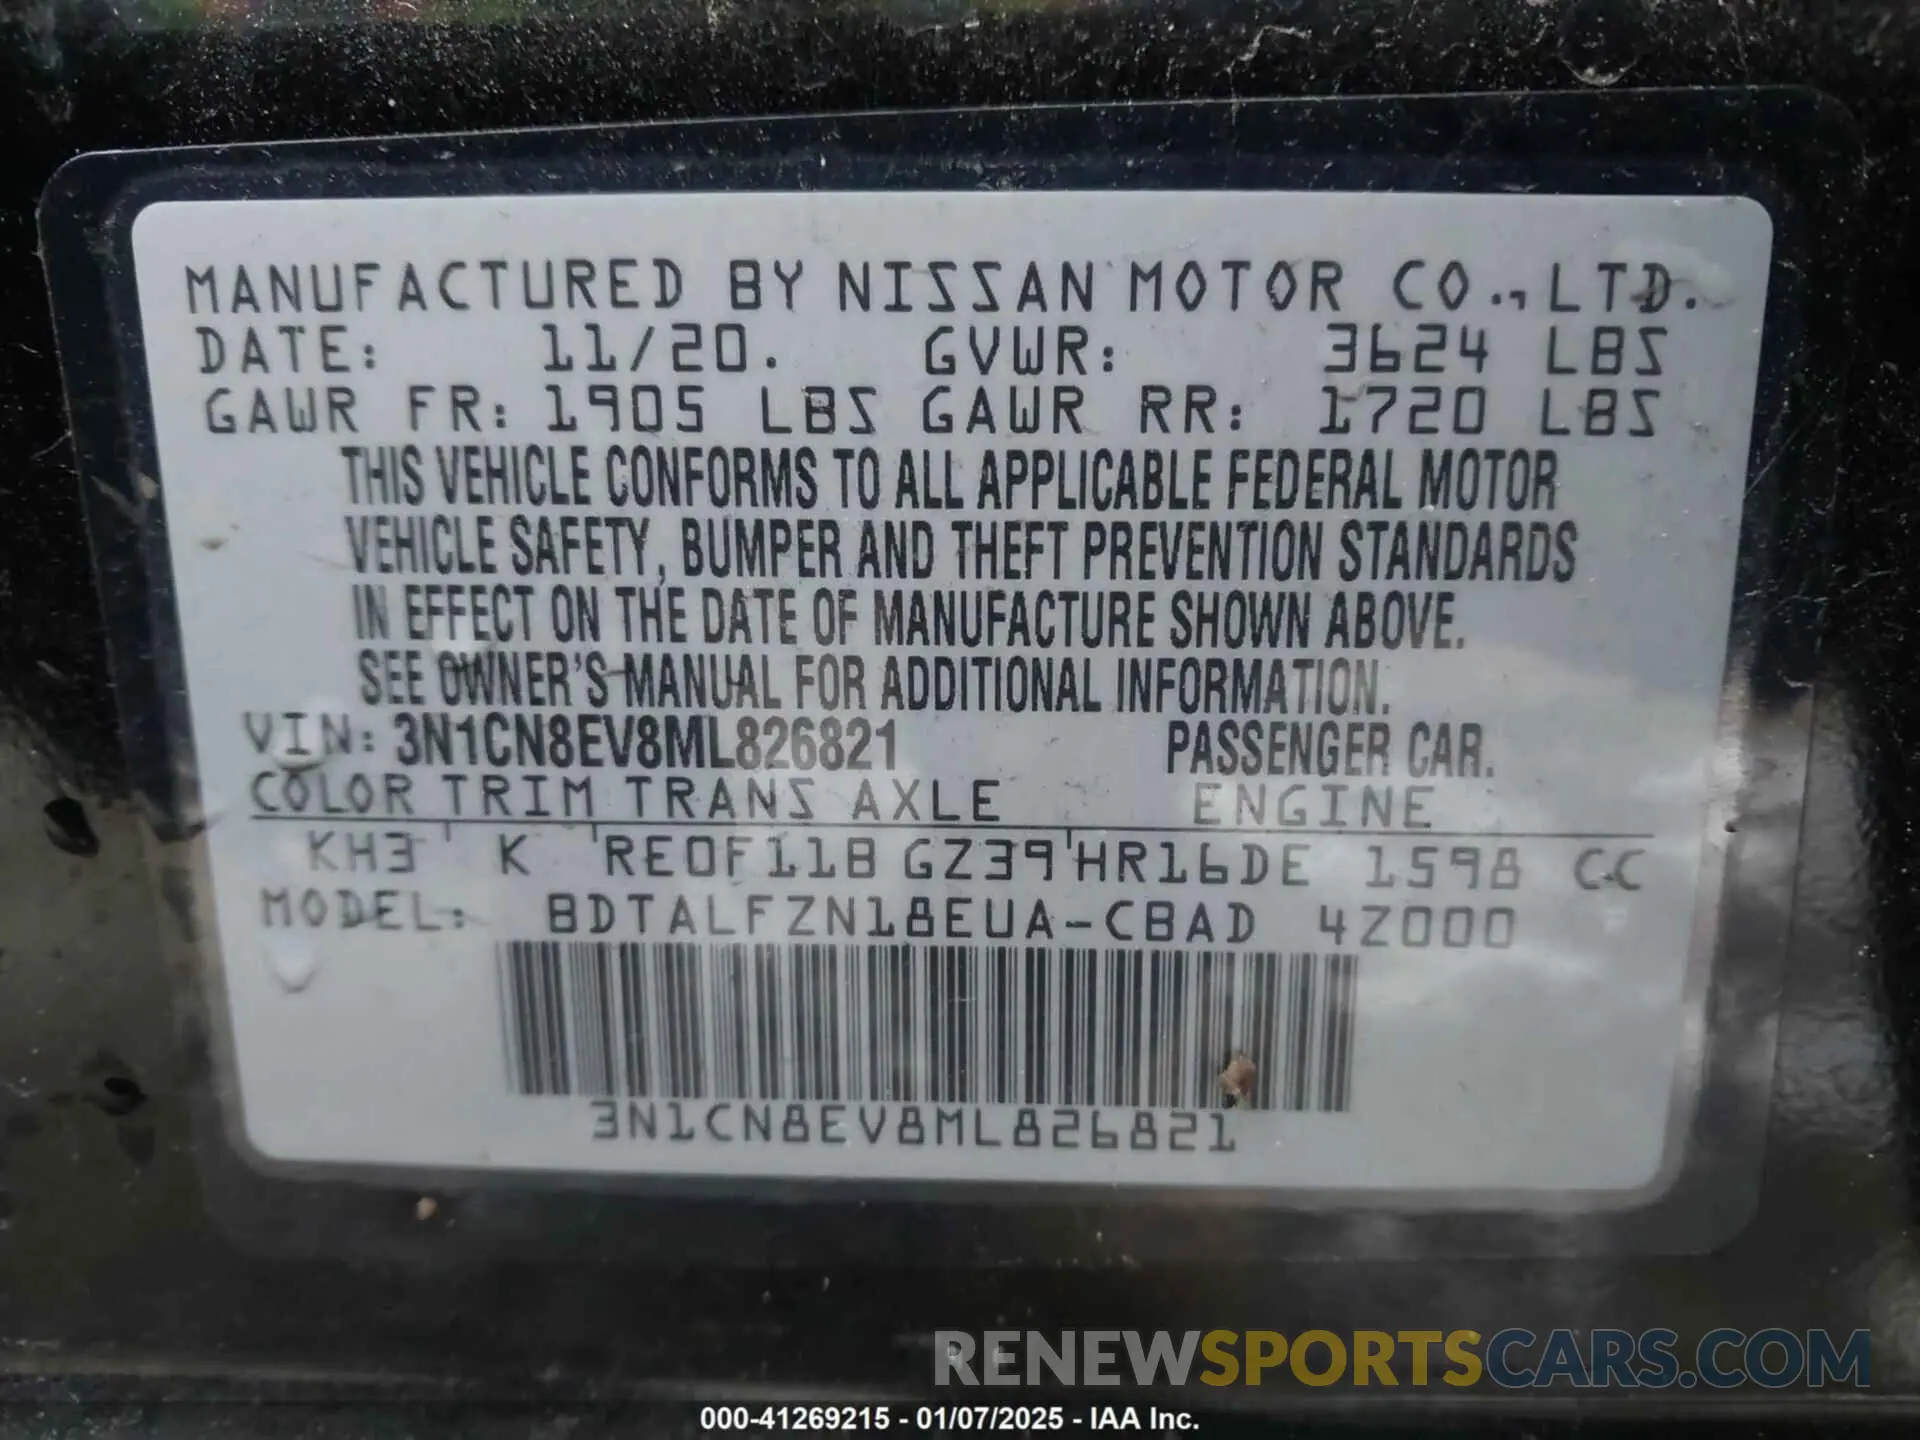 MANUFACTURED BY NISSAN MOTOR CO., LTD.
DATE: 11/20. GVWR: 3624 LBS
GAWR FR: 1905 LBS GAWR RR: 1720 LBS
THIS VEHICLE CONFORMS TO ALL APPLICABLE FEDERAL MOTOR
VEHICLE SAFETY, BUMPER AND THEFT PREVENTION STANDARDS
IN EFFECT ON THE DATE OF MANUFACTURE SHOWN ABOVE.
SEE OWNER'S MANUAL FOR ADDITIONAL INFORMATION.
VIN: 3N1CN8EV8ML826821 PASSENGER CAR.
COLOR TRIM TRANS AXLE ENGINE
KH3 K RE0F11B GZ39 HR16DE 1598 CC
MODEL: BDTALFZN18EUA-CBAD 4Z000
3N1CN8EV8ML826821
RENEWSPORTSCARS.COM
000-41269215 - 01/07/2025 - IAA Inc.